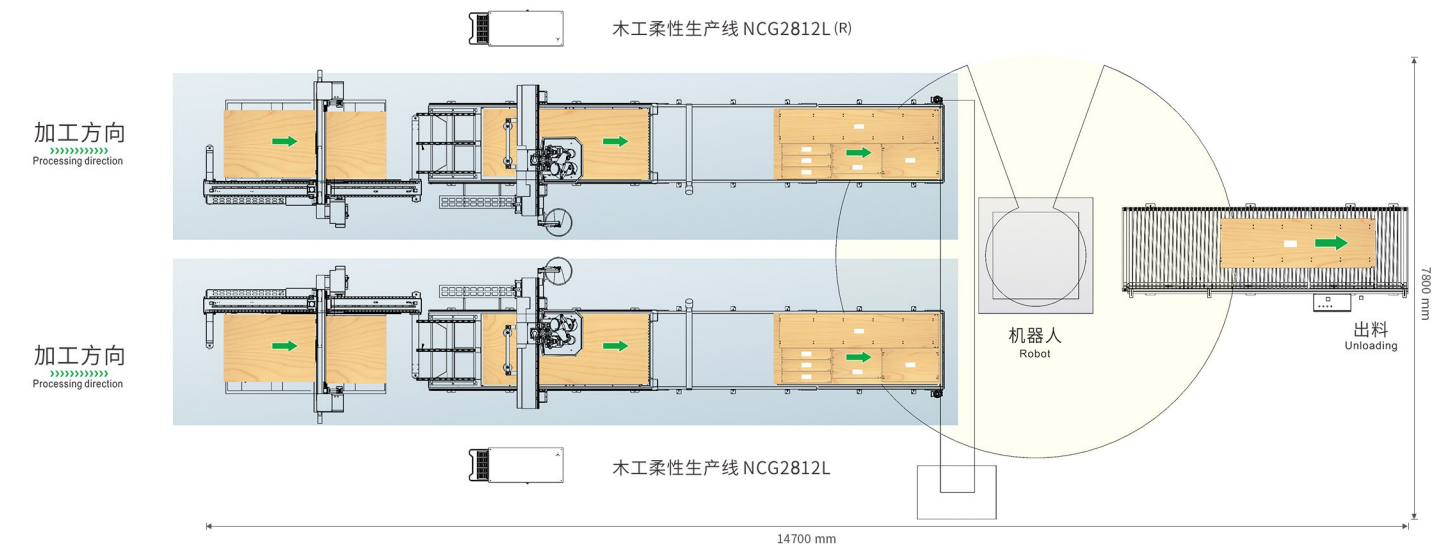 木工柔性生产线 NCG2812L (R)
加工方向
Processing direction
机器人
Robot
出料
Unloading
7800 mm
加工方向
Processing direction
木工柔性生产线 NCG2812L
14700 mm